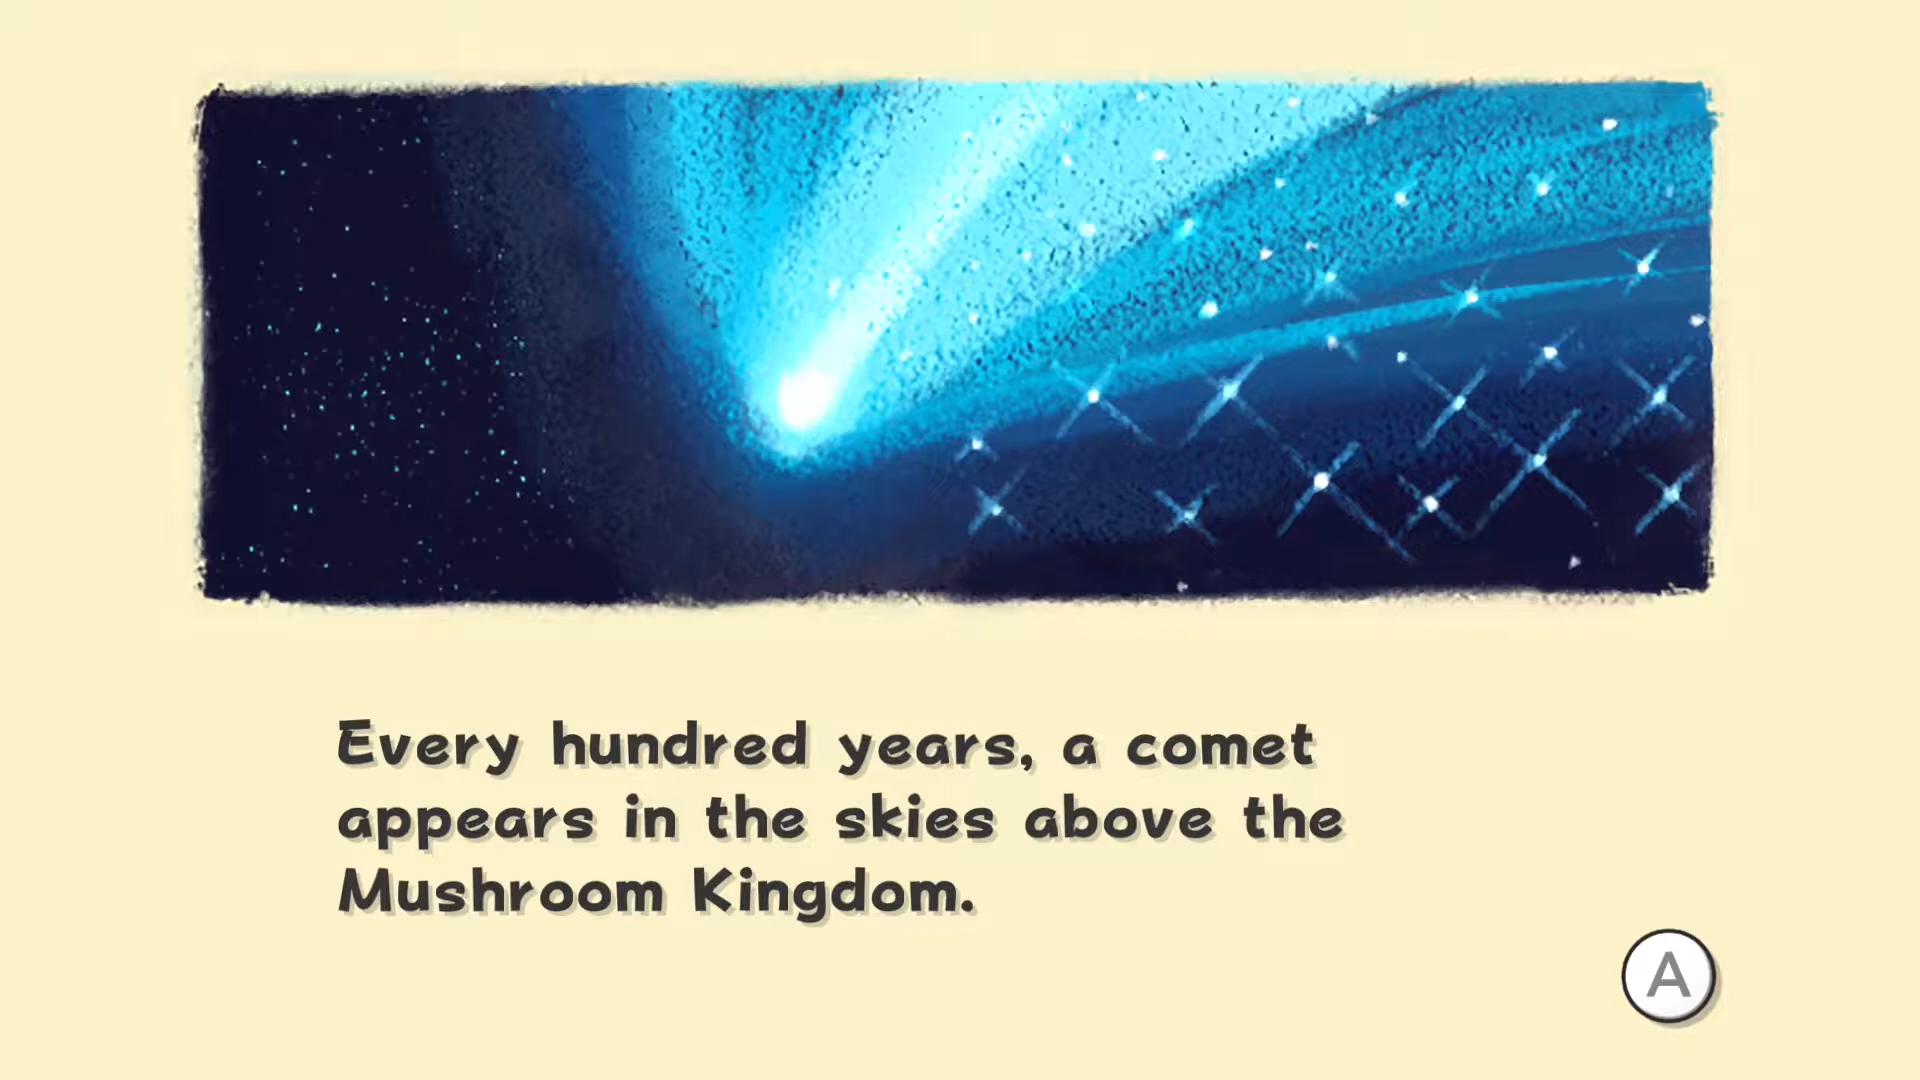 Every hundred years, a comet
appears in the skies above the
Mushroom Kingdom.
A